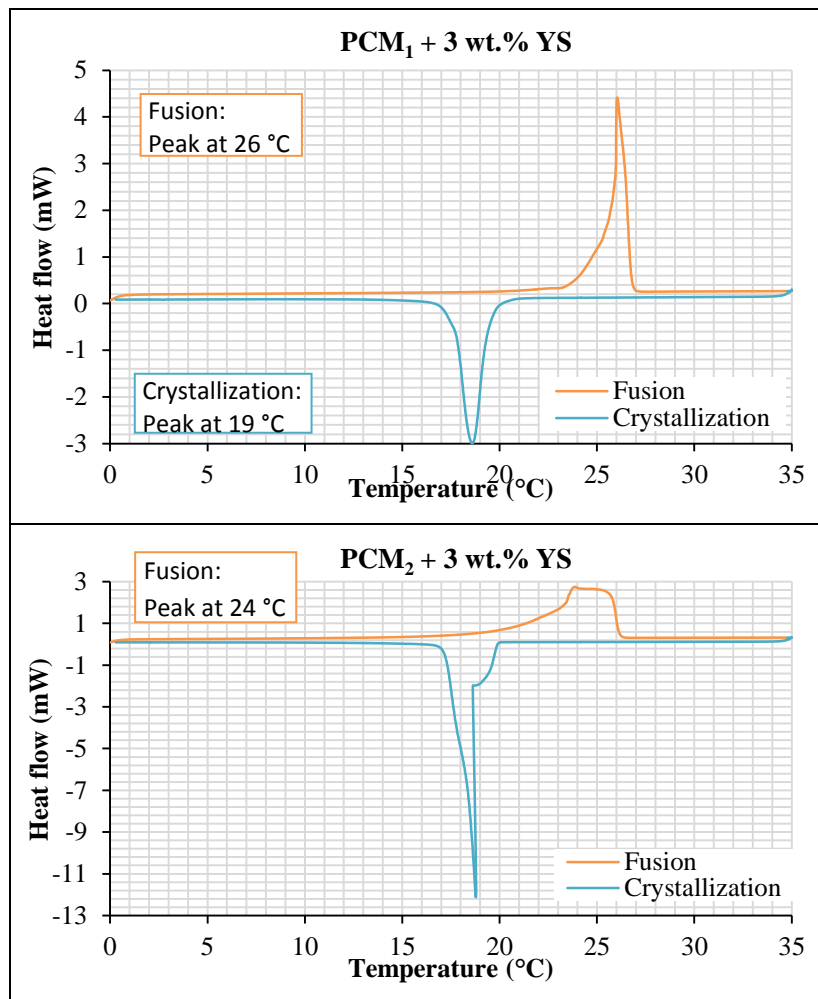 PCM₁ + 3 wt.% YS
5
Fusion:
Peak at 26 °C
4
3
2
1
0
-1
-2
-3
Heat flow (mW)
Crystallization:
Peak at 19 °C
Fusion
Crystallization
0 5 10 15 20 25 30 35
Temperature (°C)
PCM₂ + 3 wt.% YS
Fusion:
Peak at 24 °C
3
1
-1
-3
-5
-7
-9
-11
-13
Heat flow (mW)
Fusion
Crystallization
0 5 10 15 20 25 30 35
Temperature (°C)